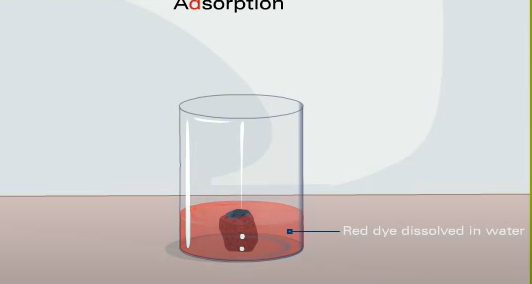 Adsorption
Red dye dissolved in water